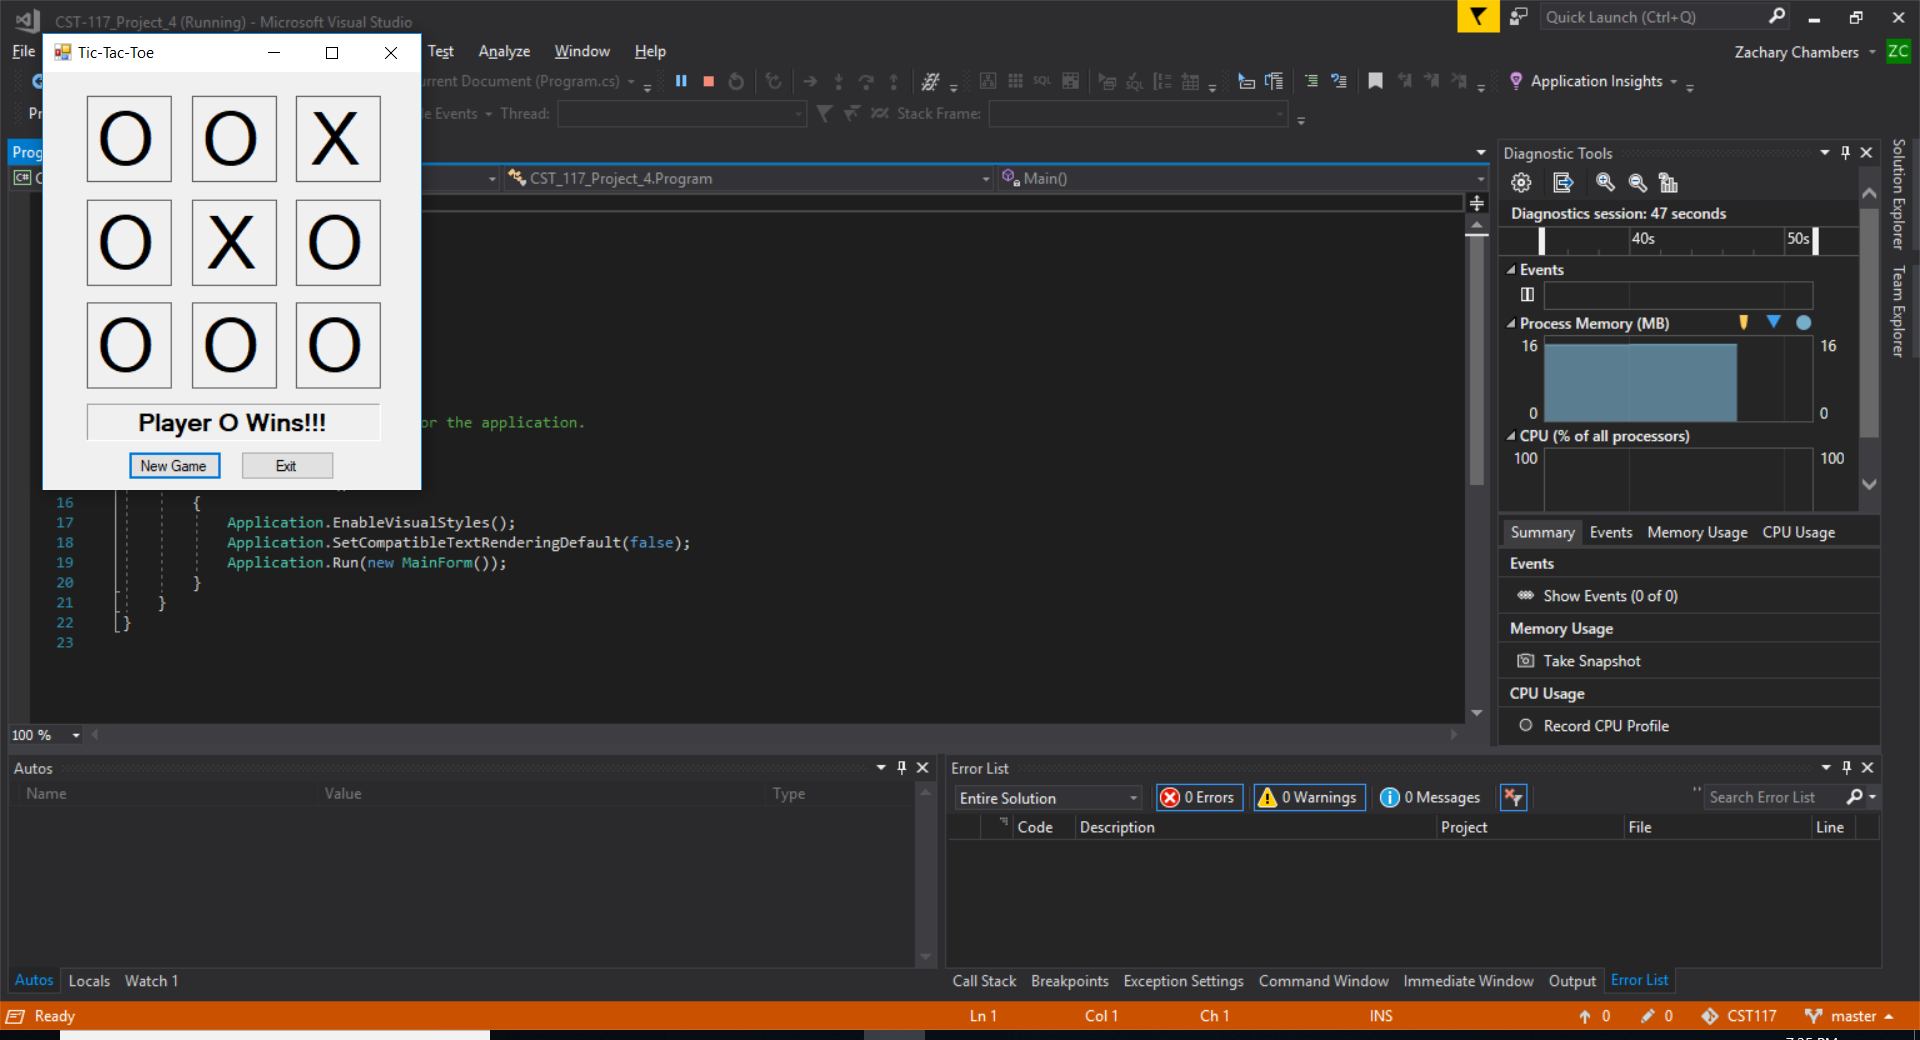 CST-117_Project_4 (Running) - Microsoft Visual Studio
Quick Launch (Ctrl+Q)
File
Test Analyze Window Help
Zachary Chambers ZC
Tic-Tac-Toe
Current Document (Program.cs)
SQL
Application Insights
Events Thread:
Stack Frame:
O O X
O X O
O O O
Player O Wins!!!
New Game Exit
Prog
C#
CST_117_Project_4.Program
Main()
or the application.
16 {
17 Application.EnableVisualStyles();
18 Application.SetCompatibleTextRenderingDefault(false);
19 Application.Run(new MainForm());
20 }
21 }
22 }
23
100 %
Diagnostic Tools
Diagnostics session: 47 seconds
40s 50s
Events
Process Memory (MB)
16 16
0 0
CPU (% of all processors)
100 100
Summary Events Memory Usage CPU Usage
Events
Show Events (0 of 0)
Memory Usage
Take Snapshot
CPU Usage
Record CPU Profile
Solution Explorer
Team Explorer
Autos
Name Value Type
Autos Locals Watch 1
Error List
Entire Solution 0 Errors 0 Warnings 0 Messages Search Error List
Code Description Project File Line
Call Stack Breakpoints Exception Settings Command Window Immediate Window Output Error List
Ready Ln 1 Col 1 Ch 1 INS 0 0 CST117 master